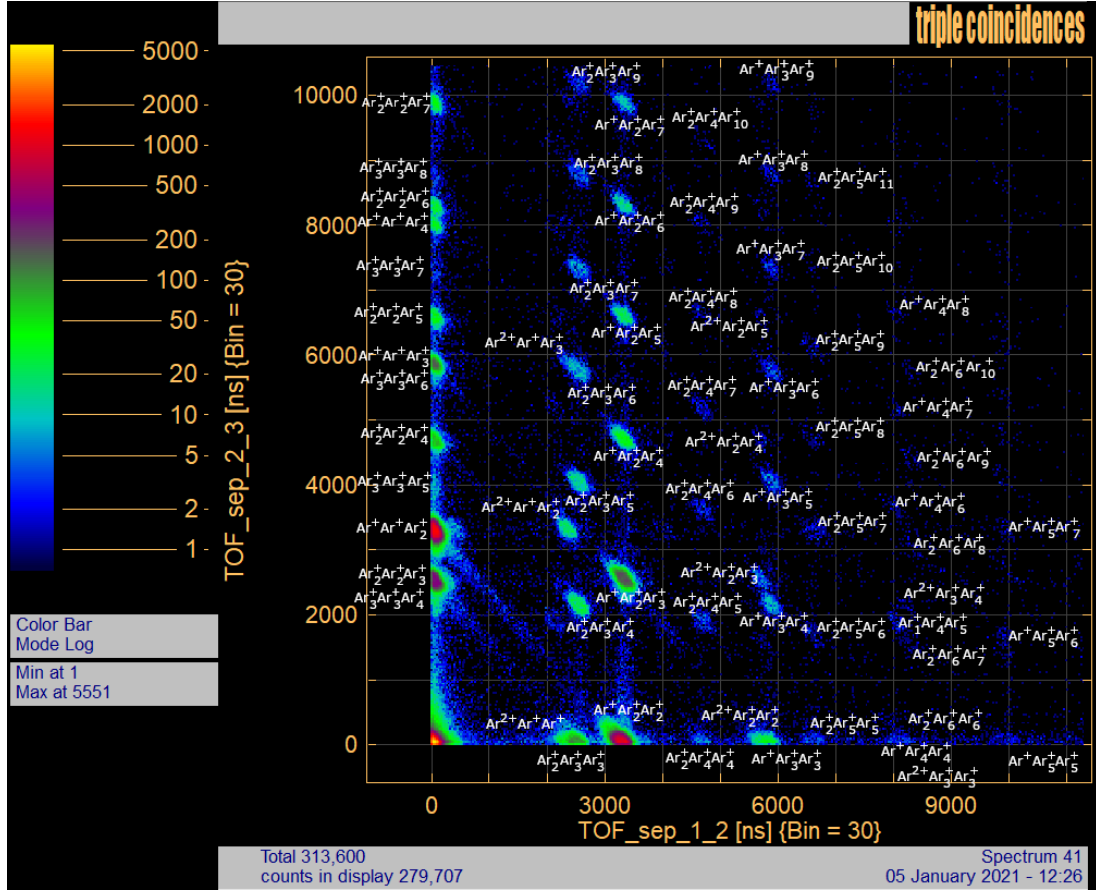 triple coincidences
5000
2000
1000
500
200
100
50
20
10
5
2
1
Color Bar
Mode Log
Min at 1
Max at 5551
TOF_sep_2_3 [ns] {Bin = 30}
10000
8000
6000
4000
2000
0
Ar₂⁺Ar₂⁺Ar₇⁺
Ar₃⁺Ar₃⁺Ar₈⁺
Ar₂⁺Ar₂⁺Ar₆⁺
Ar⁺Ar⁺Ar₄⁺
Ar₃⁺Ar₃⁺Ar₇⁺
Ar₂⁺Ar₂⁺Ar₅⁺
Ar⁺Ar⁺Ar₃⁺
Ar₃⁺Ar₃⁺Ar₆⁺
Ar₂⁺Ar₂⁺Ar₄⁺
Ar₃⁺Ar₃⁺Ar₅⁺
Ar⁺Ar⁺Ar₂⁺
Ar₂⁺Ar₂⁺Ar₃⁺
Ar₃⁺Ar₃⁺Ar₄⁺
Ar₂⁺Ar₃⁺Ar₉⁺
Ar⁺Ar₂⁺Ar₇⁺
Ar₂⁺Ar₃⁺Ar₈⁺
Ar⁺Ar₂⁺Ar₆⁺
Ar₂⁺Ar₃⁺Ar₇⁺
Ar⁺Ar₂⁺Ar₅⁺
Ar²⁺Ar⁺Ar₃⁺
Ar₂⁺Ar₃⁺Ar₆⁺
Ar⁺Ar₂⁺Ar₄⁺
Ar²⁺Ar⁺Ar₂⁺
Ar₂⁺Ar₃⁺Ar₅⁺
Ar⁺Ar₂⁺Ar₃⁺
Ar₂⁺Ar₃⁺Ar₄⁺
Ar⁺Ar₂⁺Ar₂⁺
Ar²⁺Ar⁺Ar⁺
Ar₂⁺Ar₃⁺Ar₃⁺
Ar⁺Ar₃⁺Ar₉⁺
Ar₂⁺Ar₄⁺Ar₁₀⁺
Ar⁺Ar₃⁺Ar₈⁺
Ar₂⁺Ar₄⁺Ar₉⁺
Ar⁺Ar₃⁺Ar₇⁺
Ar₂⁺Ar₄⁺Ar₈⁺
Ar²⁺Ar₂⁺Ar₅⁺
Ar₂⁺Ar₄⁺Ar₇⁺
Ar⁺Ar₃⁺Ar₆⁺
Ar²⁺Ar₂⁺Ar₄⁺
Ar₂⁺Ar₄⁺Ar₆⁺
Ar⁺Ar₃⁺Ar₅⁺
Ar²⁺Ar₂⁺Ar₃⁺
Ar₂⁺Ar₄⁺Ar₅⁺
Ar⁺Ar₃⁺Ar₄⁺
Ar²⁺Ar₂⁺Ar₂⁺
Ar₂⁺Ar₄⁺Ar₄⁺
Ar⁺Ar₃⁺Ar₃⁺
Ar₂⁺Ar₅⁺Ar₁₁⁺
Ar₂⁺Ar₅⁺Ar₁₀⁺
Ar⁺Ar₄⁺Ar₈⁺
Ar₂⁺Ar₅⁺Ar₉⁺
Ar₂⁺Ar₆⁺Ar₁₀⁺
Ar⁺Ar₄⁺Ar₇⁺
Ar₂⁺Ar₅⁺Ar₈⁺
Ar₂⁺Ar₆⁺Ar₉⁺
Ar⁺Ar₄⁺Ar₆⁺
Ar₂⁺Ar₅⁺Ar₇⁺
Ar⁺Ar₅⁺Ar₇⁺
Ar₂⁺Ar₆⁺Ar₈⁺
Ar²⁺Ar₃⁺Ar₄⁺
Ar₁⁺Ar₄⁺Ar₅⁺
Ar₂⁺Ar₅⁺Ar₆⁺
Ar⁺Ar₅⁺Ar₆⁺
Ar₂⁺Ar₆⁺Ar₇⁺
Ar₂⁺Ar₅⁺Ar₅⁺
Ar₂⁺Ar₆⁺Ar₆⁺
Ar⁺Ar₄⁺Ar₄⁺
Ar⁺Ar₅⁺Ar₅⁺
Ar²⁺Ar₃⁺Ar₃⁺
0 3000 6000 9000
TOF_sep_1_2 [ns] {Bin = 30}
Total 313,600
counts in display 279,707
Spectrum 41
05 January 2021 - 12:26